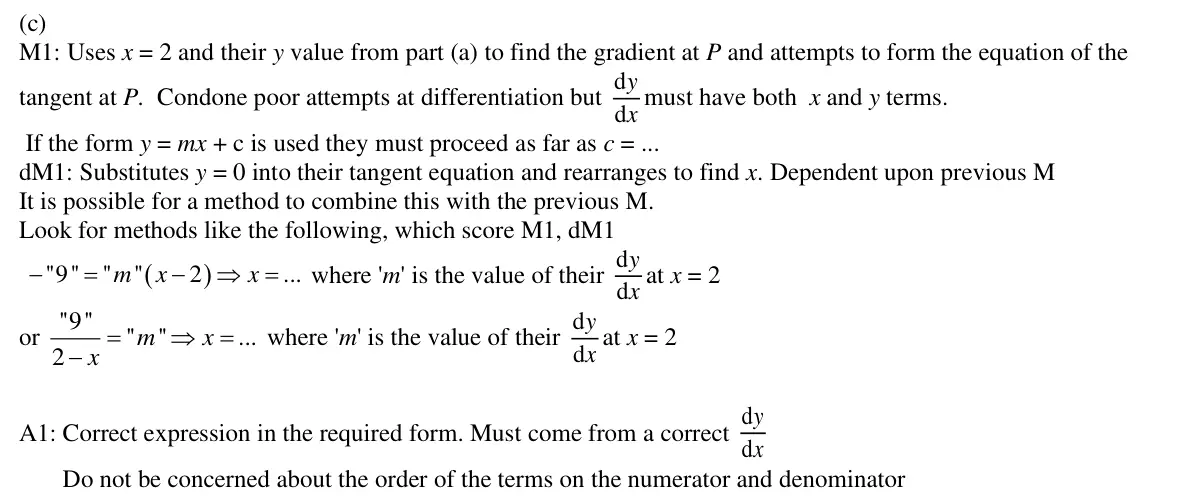 (c)
M1: Uses x = 2 and their y value from part (a) to find the gradient at P and attempts to form the equation of the
tangent at P. Condone poor attempts at differentiation but dy/dx must have both x and y terms.
If the form y = mx + c is used they must proceed as far as c = ...
dM1: Substitutes y = 0 into their tangent equation and rearranges to find x. Dependent upon previous M
It is possible for a method to combine this with the previous M.
Look for methods like the following, which score M1, dM1
−"9"="m"(x−2)⇒x=... where 'm' is the value of their dy/dx at x = 2
or "9"/(2−x) = "m"⇒x=... where 'm' is the value of their dy/dx at x = 2
A1: Correct expression in the required form. Must come from a correct dy/dx
Do not be concerned about the order of the terms on the numerator and denominator